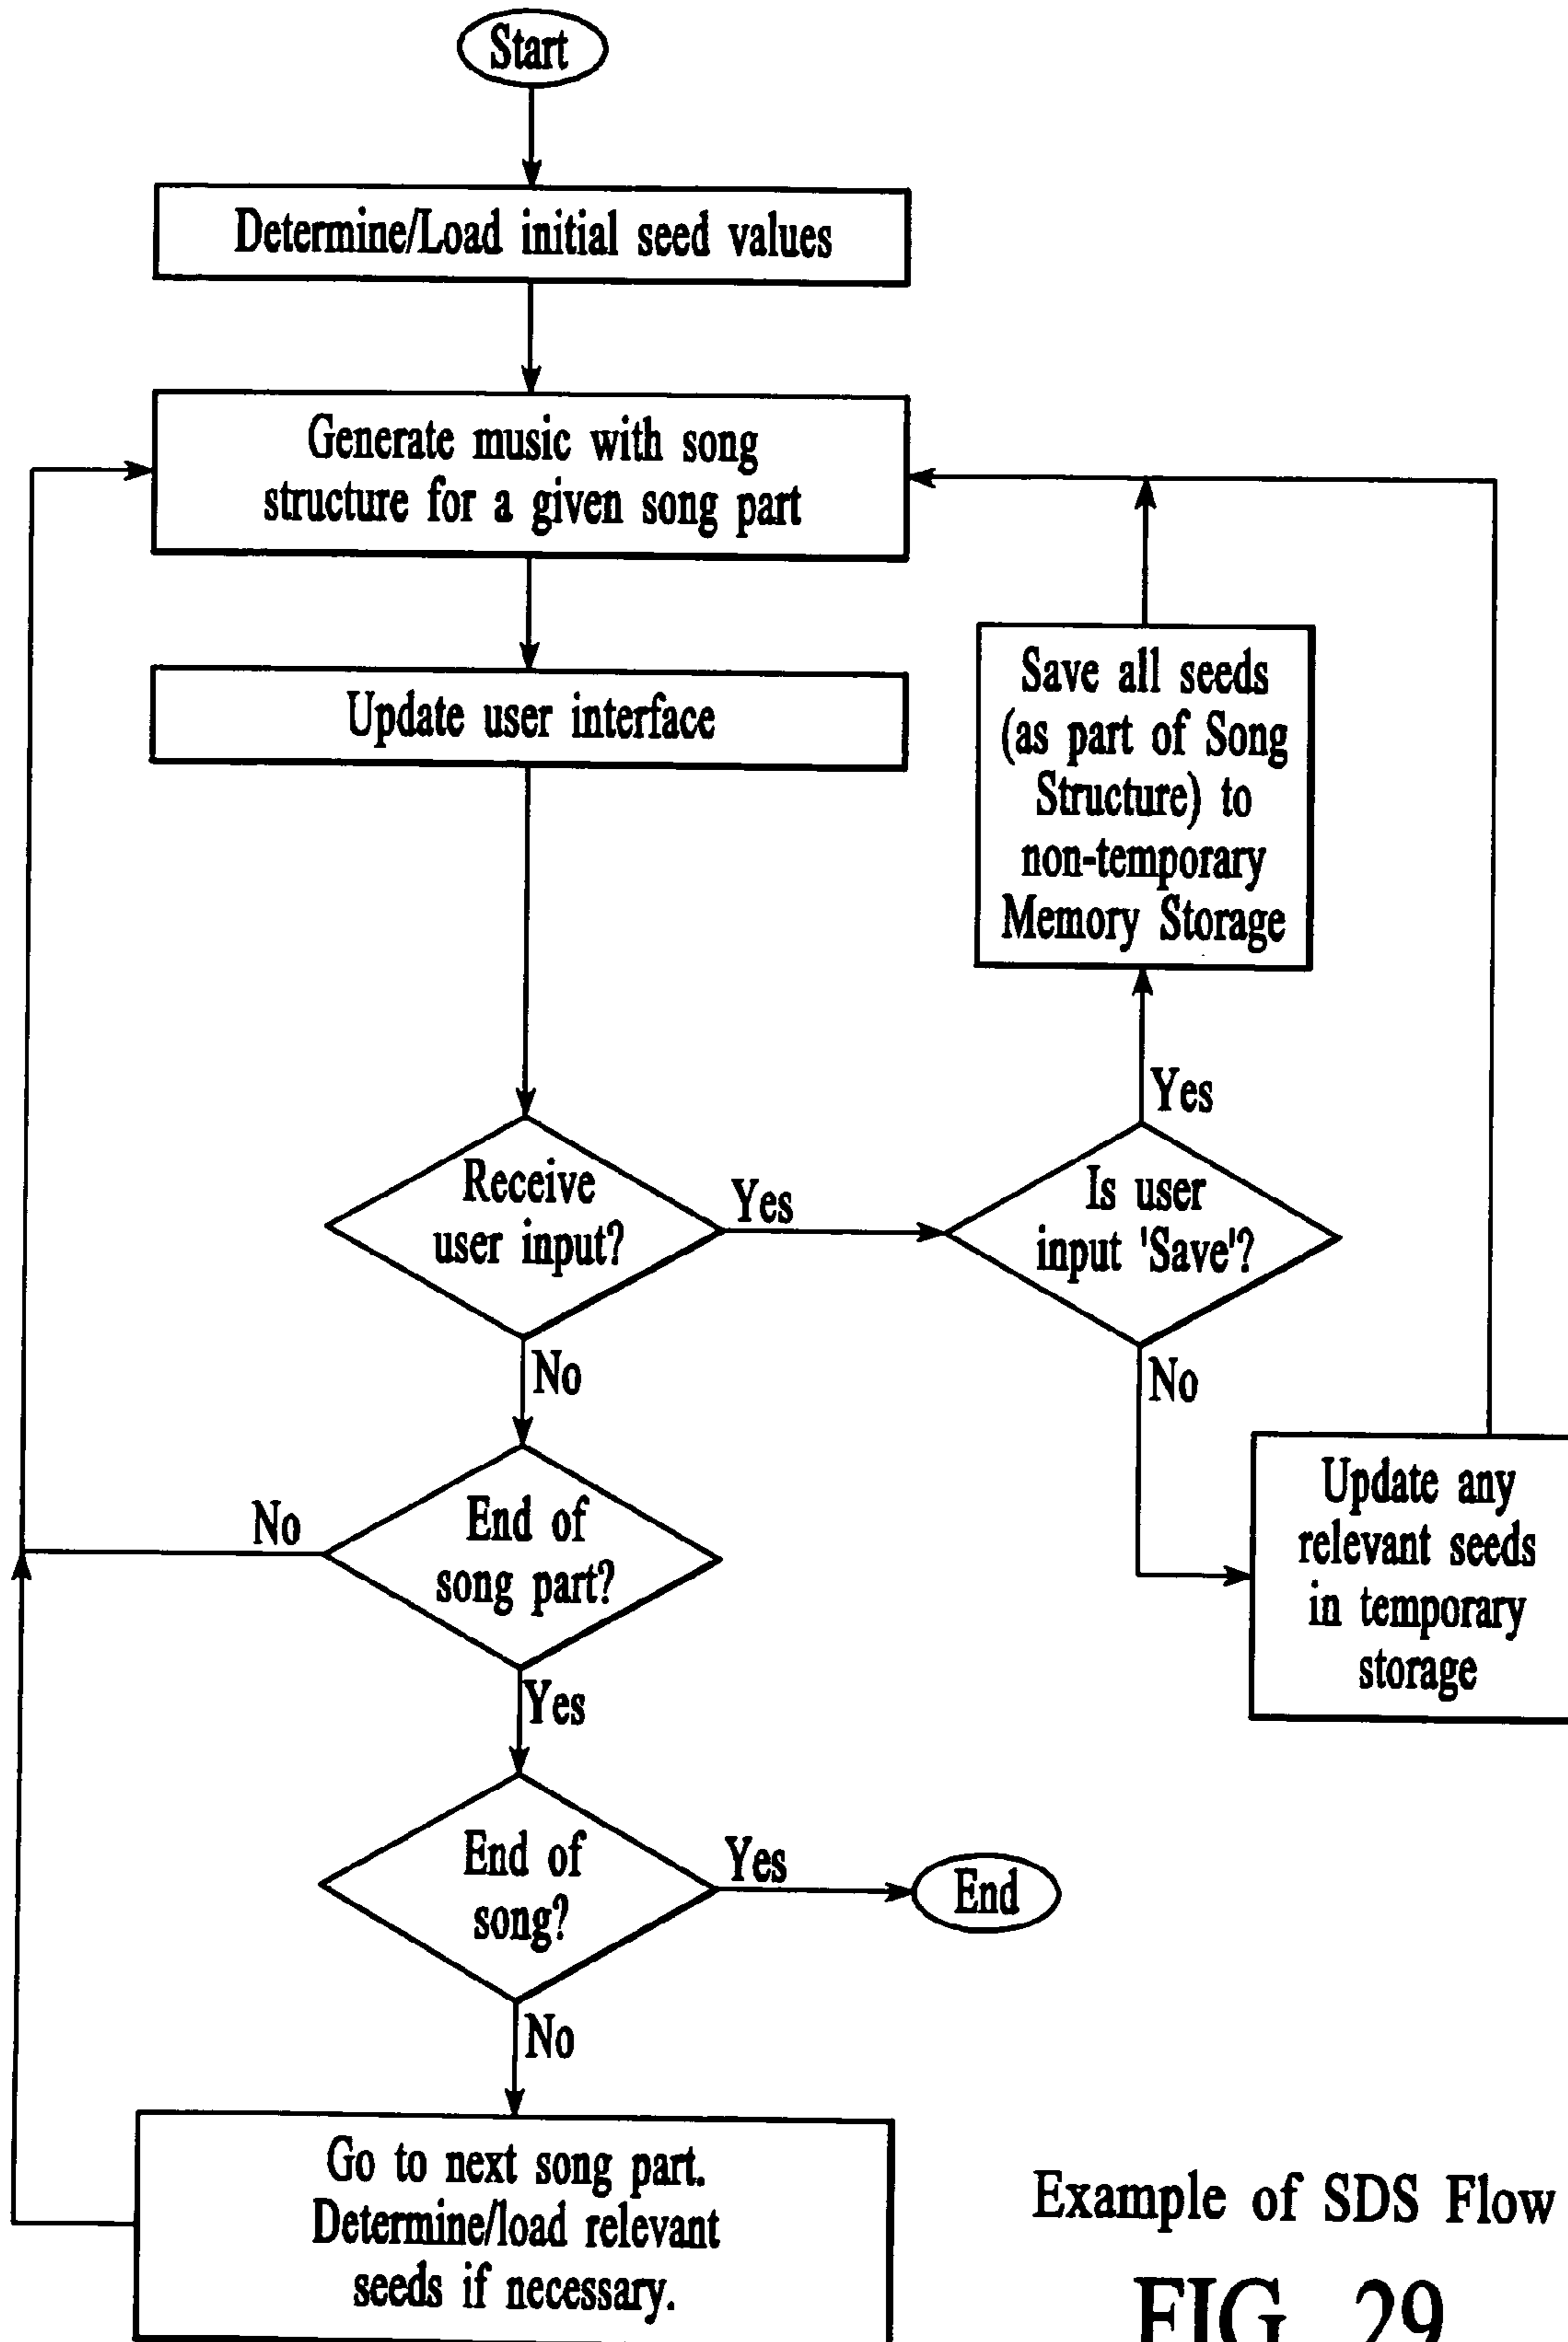 Start
Determine/Load initial seed values
Generate music with song
structure for a given song part
Update user interface
Save all seeds
(as part of Song
Structure) to
non-temporary
Memory Storage
Yes
Receive
user input?
Yes
Is user
input 'Save'?
No
No
Update any
relevant seeds
in temporary
storage
End of
song part?
No
Yes
End of
song?
Yes
End
No
Go to next song part.
Determine/load relevant
seeds if necessary.
Example of SDS Flow
FIG. 29